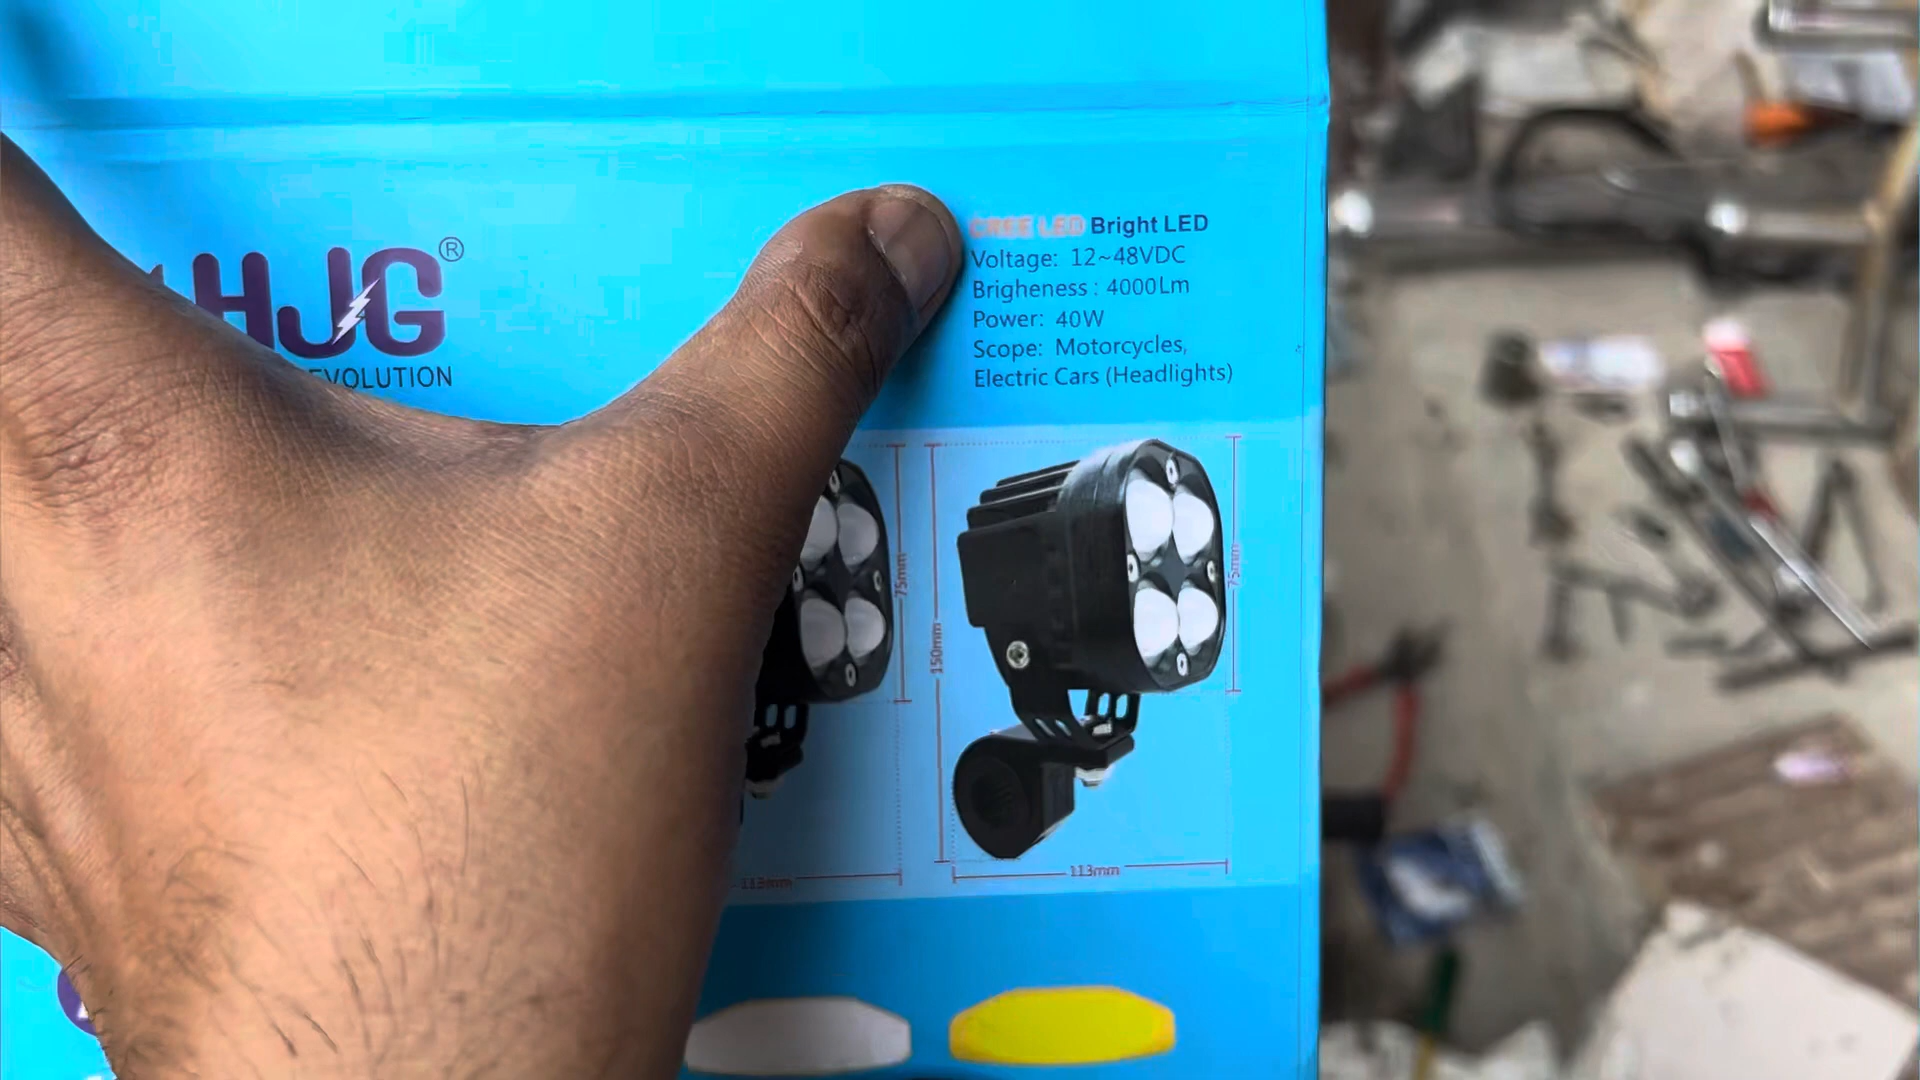 HJG®
EVOLUTION
CREE LED Bright LED
Voltage: 12~48VDC
Brigheness : 4000Lm
Power: 40W
Scope: Motorcycles,
Electric Cars (Headlights)
75mm
75mm
150mm
113mm
113mm